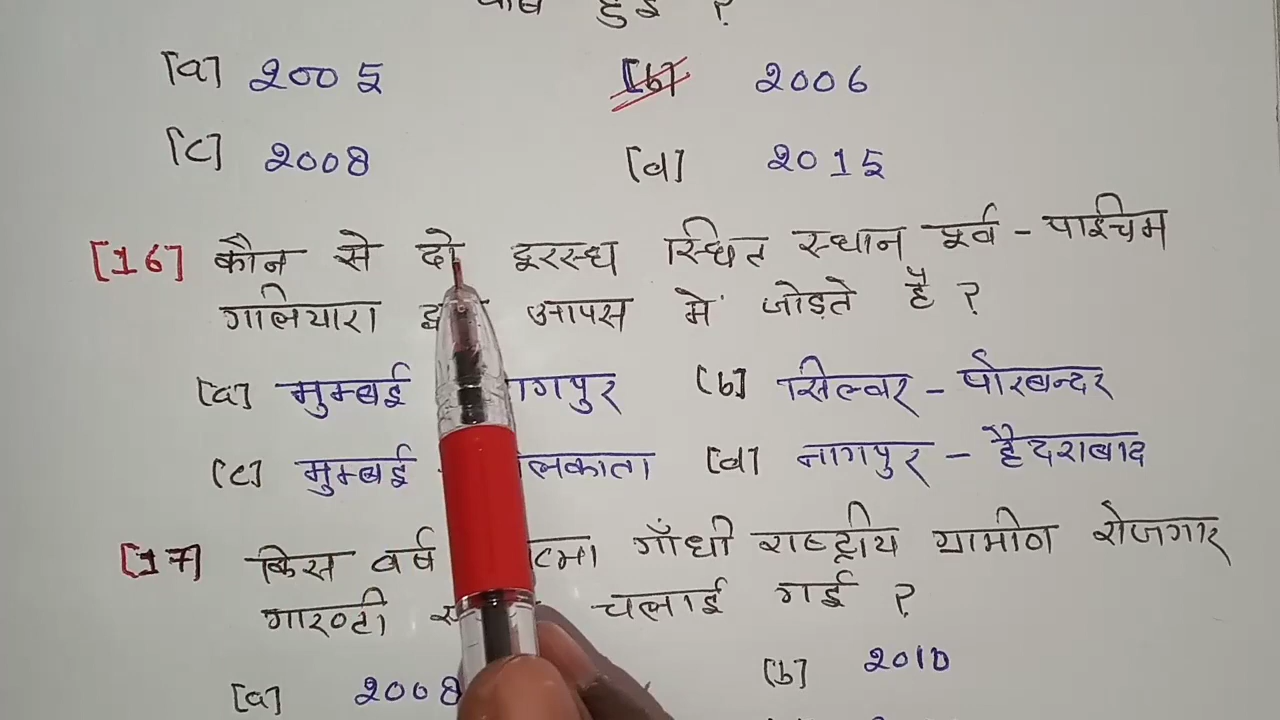 हुई ?
[a] 2005 [b] 2006
[c] 2008 [d] 2015
[16] कौन से दो दूरस्थ स्थित स्थान पूर्व - पश्चिम
गलियारा आपस में जोड़ते है ?
[a] मुम्बई [b] सिल्चर - पोरबन्दर
[c] मुम्बई [d] नागपुर - हैदराबाद
[17] किस वर्ष गाँधी राष्ट्रीय ग्रामीण रोजगार
गारण्टी चलाई गई ?
[a] 2008 [b] 2010